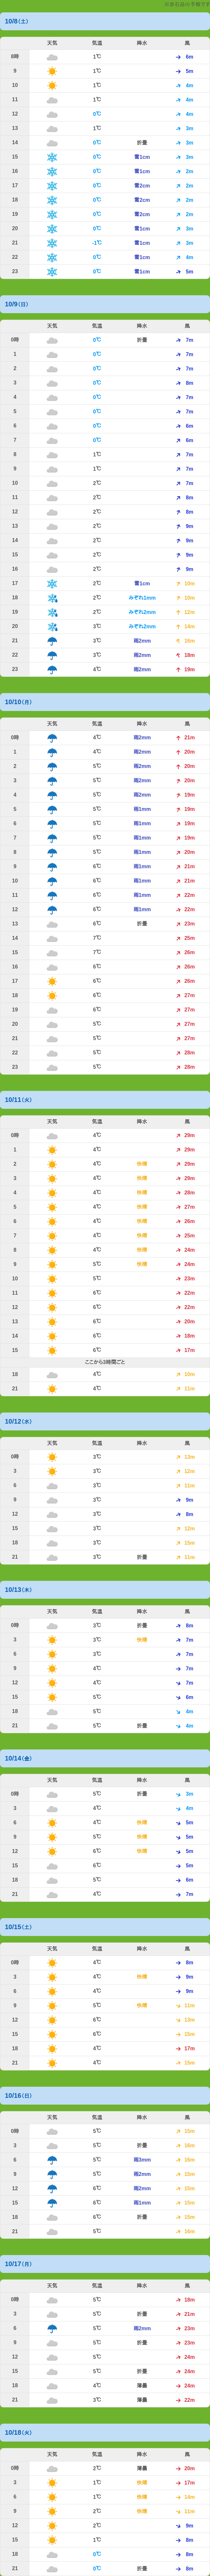 の予報です
10/8(土)
天気 気温 降水 風
8時 1℃ 6m
9 1℃ 5m
10 1℃ 4m
11 1℃ 4m
12 0℃ 4m
13 1℃ 3m
14 0℃ 3m
15 0℃ 雪1cm 3m
16 0℃ 雪1cm 2m
17 0℃ 雪2cm 2m
18 0℃ 雪2cm 2m
19 0℃ 雪2cm 2m
20 0℃ 雪1cm 3m
21 -1℃ 雪1cm 3m
22 0℃ 雪1cm 4m
23 0℃ 雪1cm 5m
10/9(日)
天気 気温 降水 風
0時 0℃ 7m
1 0℃ 7m
2 0℃ 7m
3 0℃ 8m
4 0℃ 7m
5 0℃ 7m
6 0℃ 6m
7 0℃ 6m
8 1℃ 7m
9 1℃ 7m
10 2℃ 7m
11 2℃ 8m
12 2℃ 8m
13 2℃ 9m
14 2℃ 9m
15 2℃ 9m
16 2℃ 9m
17 2℃ 雪1cm 10m
18 2℃ みぞれ1mm 10m
19 2℃ みぞれ2mm 12m
20 3℃ みぞれ2mm 14m
21 3℃ 雨2mm 16m
22 3℃ 雨2mm 18m
23 4℃ 雨2mm 19m
10/10(月)
天気 気温 降水 風
0時 4℃ 雨2mm 21m
1 4℃ 雨2mm 20m
2 5℃ 雨2mm 20m
3 5℃ 雨2mm 20m
4 5℃ 雨2mm 19m
5 5℃ 雨1mm 19m
6 5℃ 雨1mm 19m
7 5℃ 雨1mm 19m
8 5℃ 雨1mm 20m
9 6℃ 雨1mm 21m
10 6℃ 雨1mm 21m
11 6℃ 雨1mm 22m
12 6℃ 雨1mm 22m
13 6℃ 23m
14 7℃ 25m
15 7℃ 26m
16 6℃ 26m
17 6℃ 26m
18 6℃ 27m
19 6℃ 27m
20 5℃ 27m
21 5℃ 27m
22 5℃ 28m
23 5℃ 28m
10/11(火)
天気 気温 降水 風
0時 4℃ 29m
1 4℃ 29m
2 4℃ 快晴 29m
3 4℃ 快晴 29m
4 4℃ 快晴 28m
5 4℃ 快晴 27m
6 4℃ 快晴 26m
7 4℃ 快晴 25m
8 4℃ 快晴 24m
9 5℃ 快晴 24m
10 5℃ 23m
11 6℃ 22m
12 6℃ 22m
13 6℃ 20m
14 6℃ 18m
15 6℃ 17m
ここから3時間ごと
18 4℃ 10m
21 4℃ 11m
10/12(水)
天気 気温 降水 風
0時 3℃ 13m
3 3℃ 12m
6 3℃ 11m
9 3℃ 9m
12 3℃ 8m
15 3℃ 12m
18 3℃ 15m
21 3℃ 11m
10/13(木)
天気 気温 降水 風
0時 3℃ 8m
3 3℃ 快晴 7m
6 3℃ 7m
9 4℃ 7m
12 4℃ 7m
15 5℃ 6m
18 5℃ 4m
21 5℃ 4m
10/14(金)
天気 気温 降水 風
0時 5℃ 3m
3 4℃ 4m
6 4℃ 快晴 5m
9 5℃ 快晴 5m
12 6℃ 快晴 5m
15 6℃ 5m
18 5℃ 6m
21 4℃ 7m
10/15(土)
天気 気温 降水 風
0時 4℃ 8m
3 4℃ 快晴 9m
6 4℃ 9m
9 5℃ 快晴 11m
12 6℃ 13m
15 6℃ 15m
18 4℃ 17m
21 4℃ 15m
10/16(日)
天気 気温 降水 風
0時 5℃ 15m
3 5℃ 16m
6 5℃ 雨3mm 16m
9 5℃ 雨2mm 15m
12 6℃ 雨2mm 15m
15 6℃ 雨1mm 15m
18 6℃ 15m
21 5℃ 16m
10/17(月)
天気 気温 降水 風
0時 5℃ 18m
3 5℃ 21m
6 5℃ 雨2mm 23m
9 5℃ 23m
12 5℃ 24m
15 5℃ 24m
18 4℃ 薄曇 24m
21 3℃ 薄曇 22m
10/18(火)
天気 気温 降水 風
0時 2℃ 薄曇 20m
3 1℃ 快晴 17m
6 1℃ 快晴 14m
9 2℃ 快晴 11m
12 2℃ 9m
15 1℃ 8m
18 0℃ 8m
21 0℃ 8m